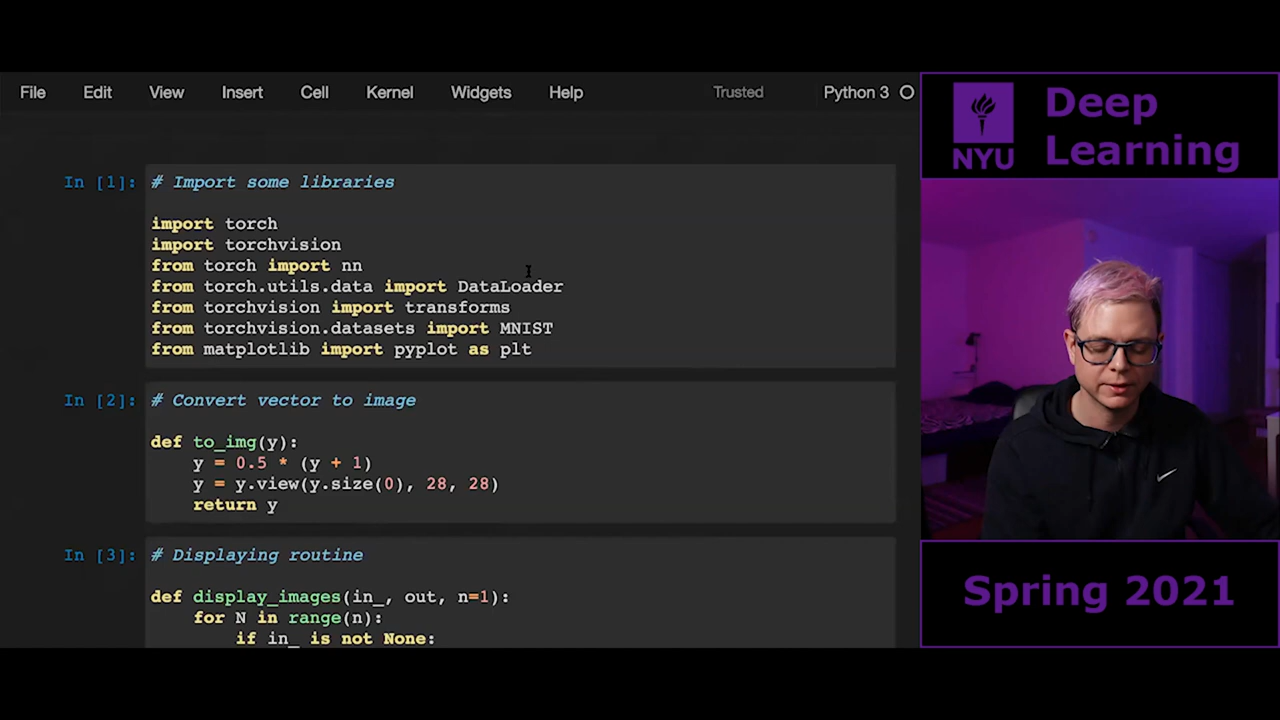 File Edit View Insert Cell Kernel Widgets Help Trusted Python 3
In [1]: # Import some libraries
import torch
import torchvision
from torch import nn
from torch.utils.data import DataLoader
from torchvision import transforms
from torchvision.datasets import MNIST
from matplotlib import pyplot as plt
In [2]: # Convert vector to image
def to_img(y):
    y = 0.5 * (y + 1)
    y = y.view(y.size(0), 28, 28)
    return y
In [3]: # Displaying routine
def display_images(in_, out, n=1):
    for N in range(n):
        if in_ is not None:
NYU
Deep
Learning
Spring 2021